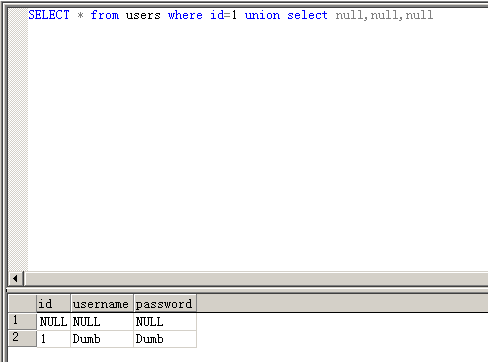 SELECT * from users where id=1 union select null,null,null
id username password
1 NULL NULL NULL
2 1 Dumb Dumb